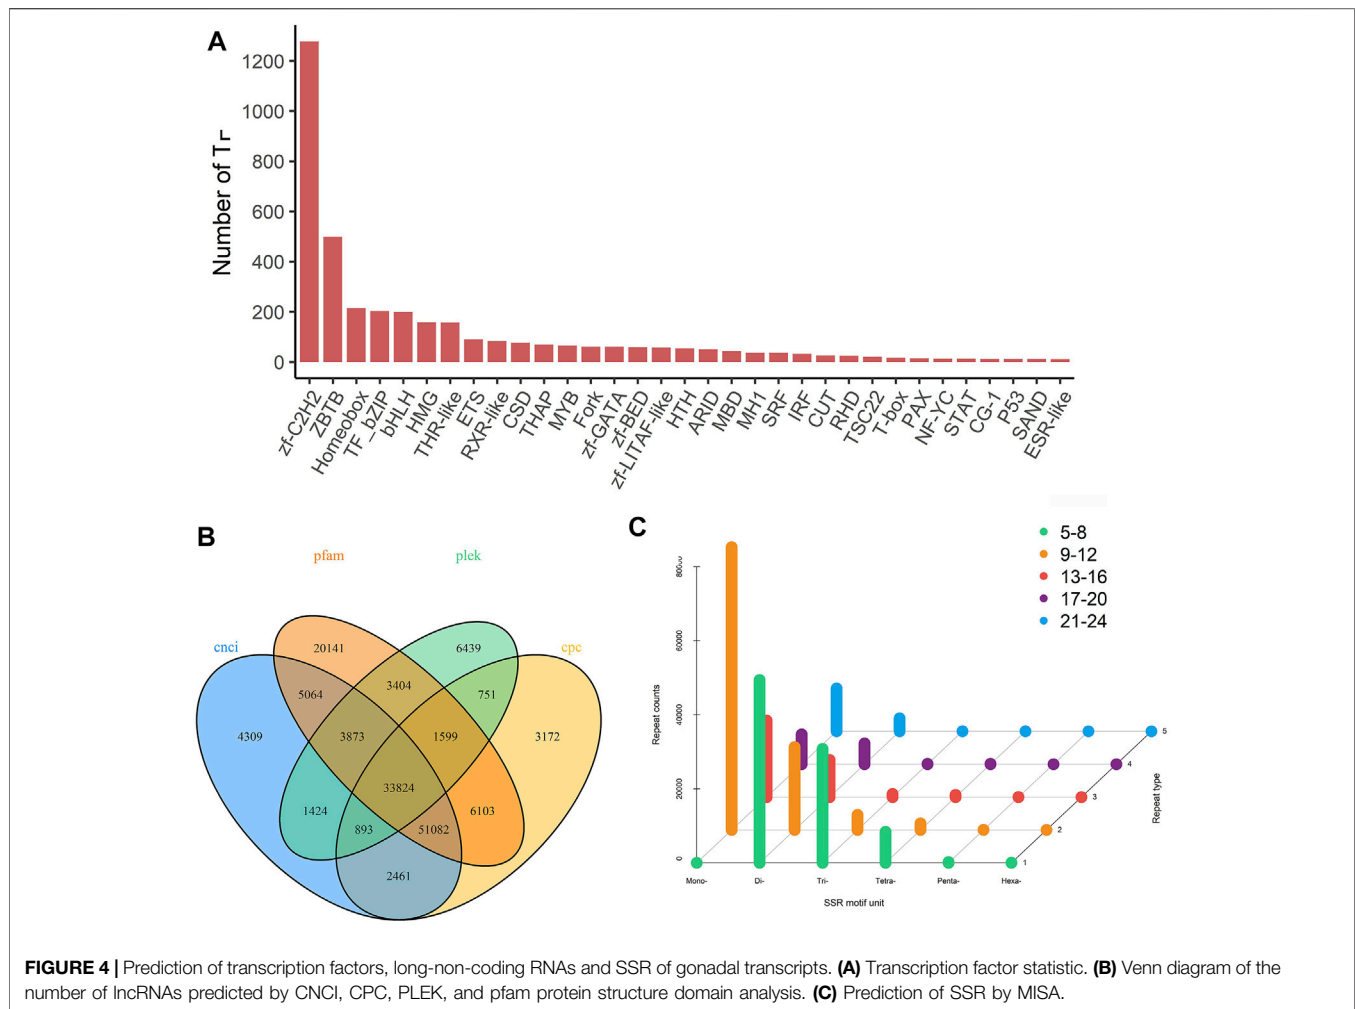 A
Number of
1200
1000
800
600
400
200
0
zf-C2H2
ZBTB
Homeobox
TF_bZIP
bHLH
HMG
THR-like
ETS
RXR-like
CSD
THAP
MYB
Fork
zf-GATA
zf-BED
zf-LITAF-like
HTH
ARID
MBD
MH1
SRF
IRF
CUT
RHD
TSC22
T-box
PAX
NF-YC
STAT
CG-1
P53
SAND
ESR-like
B
pfam
plek
cnci
cpc
20141
6439
5064
3404
751
4309
3873
1599
3172
33824
1424
6103
893
51082
2461
C
5-8
9-12
13-16
17-20
21-24
Repeat counts
80000
60000
40000
20000
0
Mono-
Di-
Tri-
Tetra-
Penta-
Hexa-
SSR motif unit
1
2
3
4
5
Repeat type
FIGURE 4 | Prediction of transcription factors, long-non-coding RNAs and SSR of gonadal transcripts. (A) Transcription factor statistic. (B) Venn diagram of the
number of lncRNAs predicted by CNCI, CPC, PLEK, and pfam protein structure domain analysis. (C) Prediction of SSR by MISA.